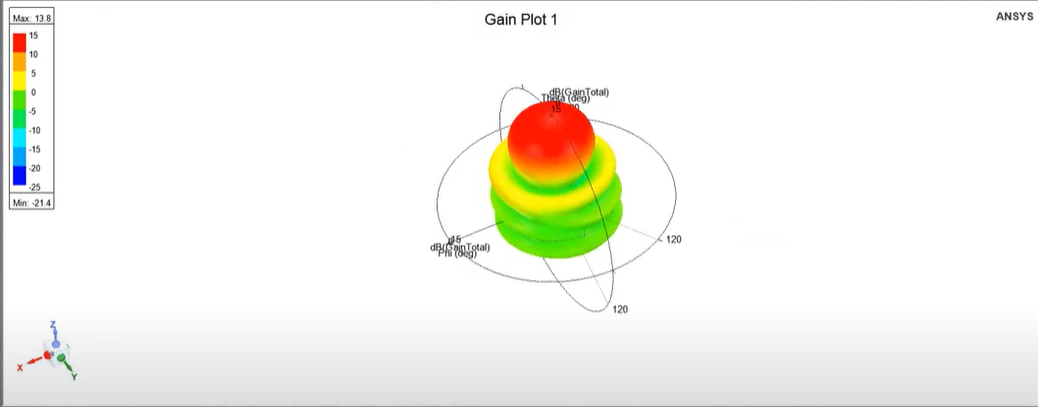 Gain Plot 1
ANSYS
Max: 13.8
15
10
5
0
-5
-10
-15
-20
-25
Min: -21.4
dB(GainTotal)
Theta (deg)
15
120
120
dB(GainTotal)
Phi (deg)
Z
X
Y